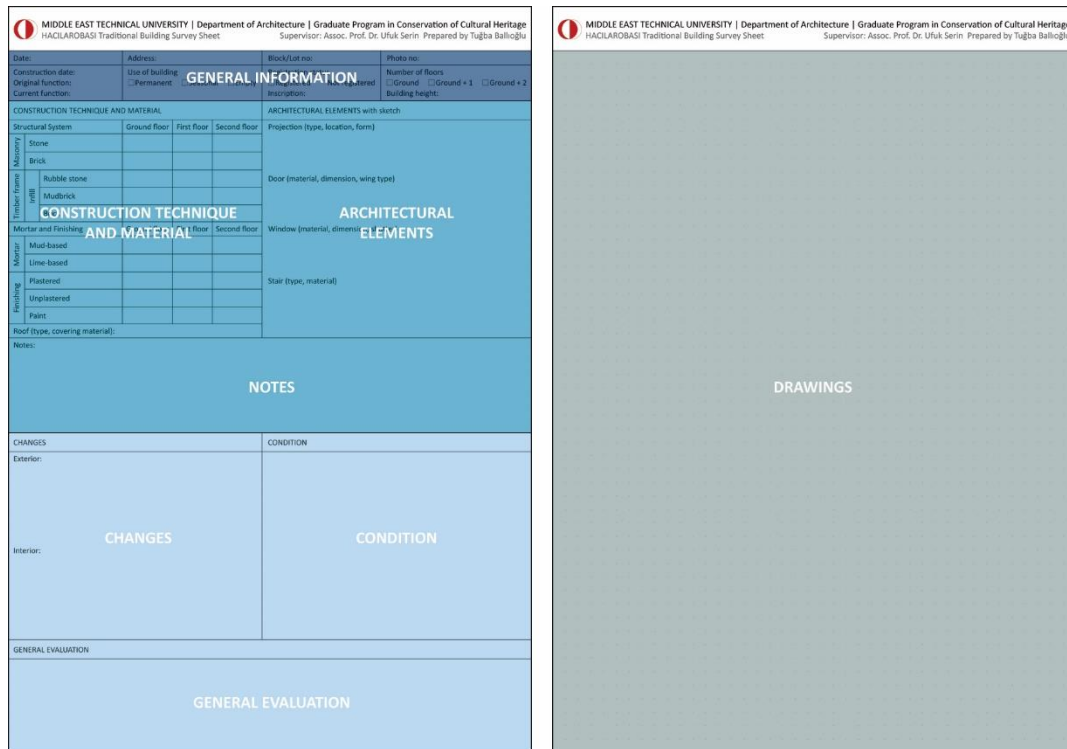 MIDDLE EAST TECHNICAL UNIVERSITY | Department of Architecture | Graduate Program in Conservation of Cultural Heritage
HACILAROBASI Traditional Building Survey Sheet Supervisor: Assoc. Prof. Dr. Ufuk Serin Prepared by Tuğba Ballıoğlu
Date: Address: Block/Lot no: Photo no:
Construction date: Use of building Number of floors
Original function: ☐Permanent ☐Ground ☐Ground + 1 ☐Ground + 2
Current function: Inscription: Building height:
GENERAL INFORMATION
CONSTRUCTION TECHNIQUE AND MATERIAL
Structural System Ground floor First floor Second floor
Masonry
Stone
Brick
Timber frame
Infill
Rubble stone
Mudbrick
CONSTRUCTION TECHNIQUE
AND MATERIAL
Mortar and Finishing floor Second floor
Mortar
Mud-based
Lime-based
Finishing
Plastered
Unplastered
Paint
Roof (type, covering material):
ARCHITECTURAL ELEMENTS with sketch
Projection (type, location, form)
Door (material, dimension, wing type)
ARCHITECTURAL
ELEMENTS
Window (material, dimension
Stair (type, material)
Notes:
NOTES
CHANGES
Exterior:
CHANGES
Interior:
CONDITION
CONDITION
GENERAL EVALUATION
GENERAL EVALUATION
MIDDLE EAST TECHNICAL UNIVERSITY | Department of Architecture | Graduate Program in Conservation of Cultural Heritage
HACILAROBASI Traditional Building Survey Sheet Supervisor: Assoc. Prof. Dr. Ufuk Serin Prepared by Tuğba Ballıoğlu
DRAWINGS